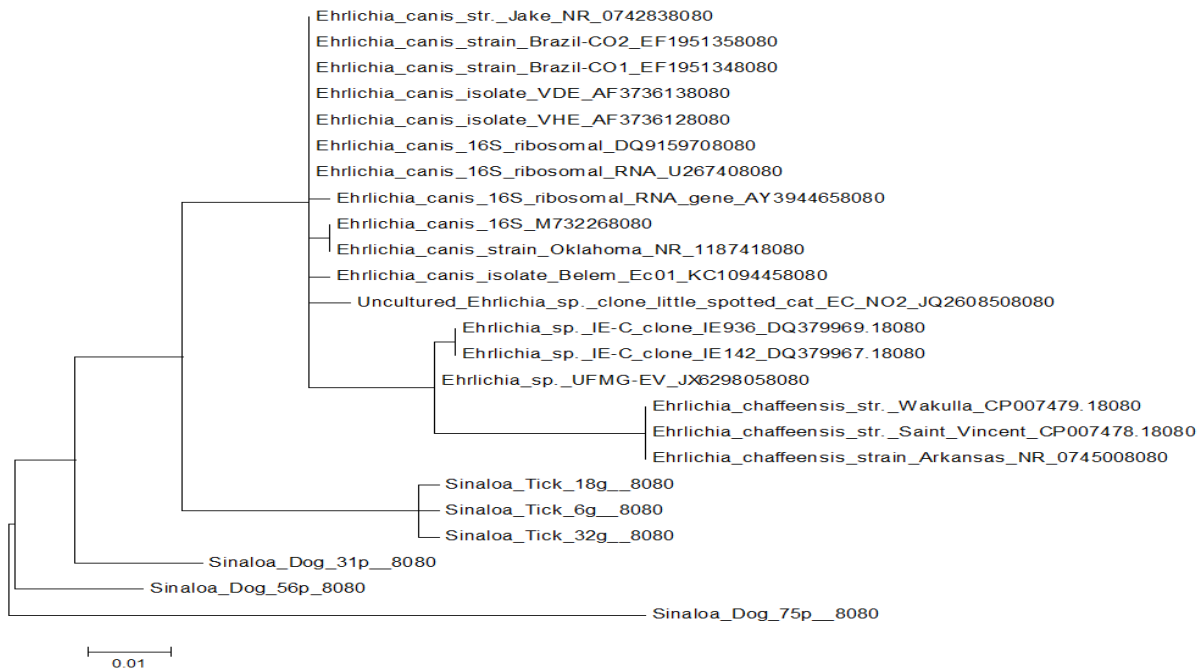 Ehrlichia_canis_str._Jake_NR_0742838080
Ehrlichia_canis_strain_Brazil-CO2_EF1951358080
Ehrlichia_canis_strain_Brazil-CO1_EF1951348080
Ehrlichia_canis_isolate_VDE_AF3736138080
Ehrlichia_canis_isolate_VHE_AF3736128080
Ehrlichia_canis_16S_ribosomal_DQ9159708080
Ehrlichia_canis_16S_ribosomal_RNA_U267408080
Ehrlichia_canis_16S_ribosomal_RNA_gene_AY3944658080
Ehrlichia_canis_16S_M732268080
Ehrlichia_canis_strain_Oklahoma_NR_1187418080
Ehrlichia_canis_isolate_Belem_Ec01_KC1094458080
Uncultured_Ehrlichia_sp._clone_little_spotted_cat_EC_NO2_JQ2608508080
Ehrlichia_sp._IE-C_clone_IE936_DQ379969.18080
Ehrlichia_sp._IE-C_clone_IE142_DQ379967.18080
Ehrlichia_sp._UFMG-EV_JX6298058080
Ehrlichia_chaffeensis_str._Wakulla_CP007479.18080
Ehrlichia_chaffeensis_str._Saint_Vincent_CP007478.18080
Ehrlichia_chaffeensis_strain_Arkansas_NR_0745008080
Sinaloa_Tick_18g__8080
Sinaloa_Tick_6g__8080
Sinaloa_Tick_32g__8080
Sinaloa_Dog_31p__8080
Sinaloa_Dog_56p_8080
Sinaloa_Dog_75p__8080
0.01